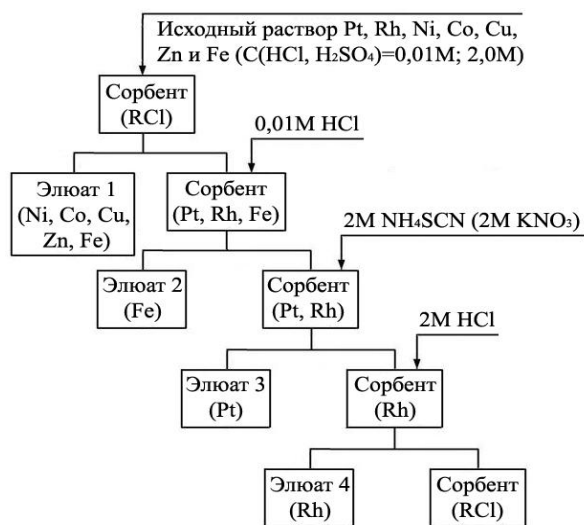 Исходный раствор Pt, Rh, Ni, Co, Cu,
Zn и Fe (C(HCl, H₂SO₄)=0,01M; 2,0M)
Сорбент
(RCl)
0,01M HCl
Элюат 1
(Ni, Co, Cu,
Zn, Fe)
Сорбент
(Pt, Rh, Fe)
2M NH₄SCN (2M KNO₃)
Элюат 2
(Fe)
Сорбент
(Pt, Rh)
2M HCl
Элюат 3
(Pt)
Сорбент
(Rh)
Элюат 4
(Rh)
Сорбент
(RCl)